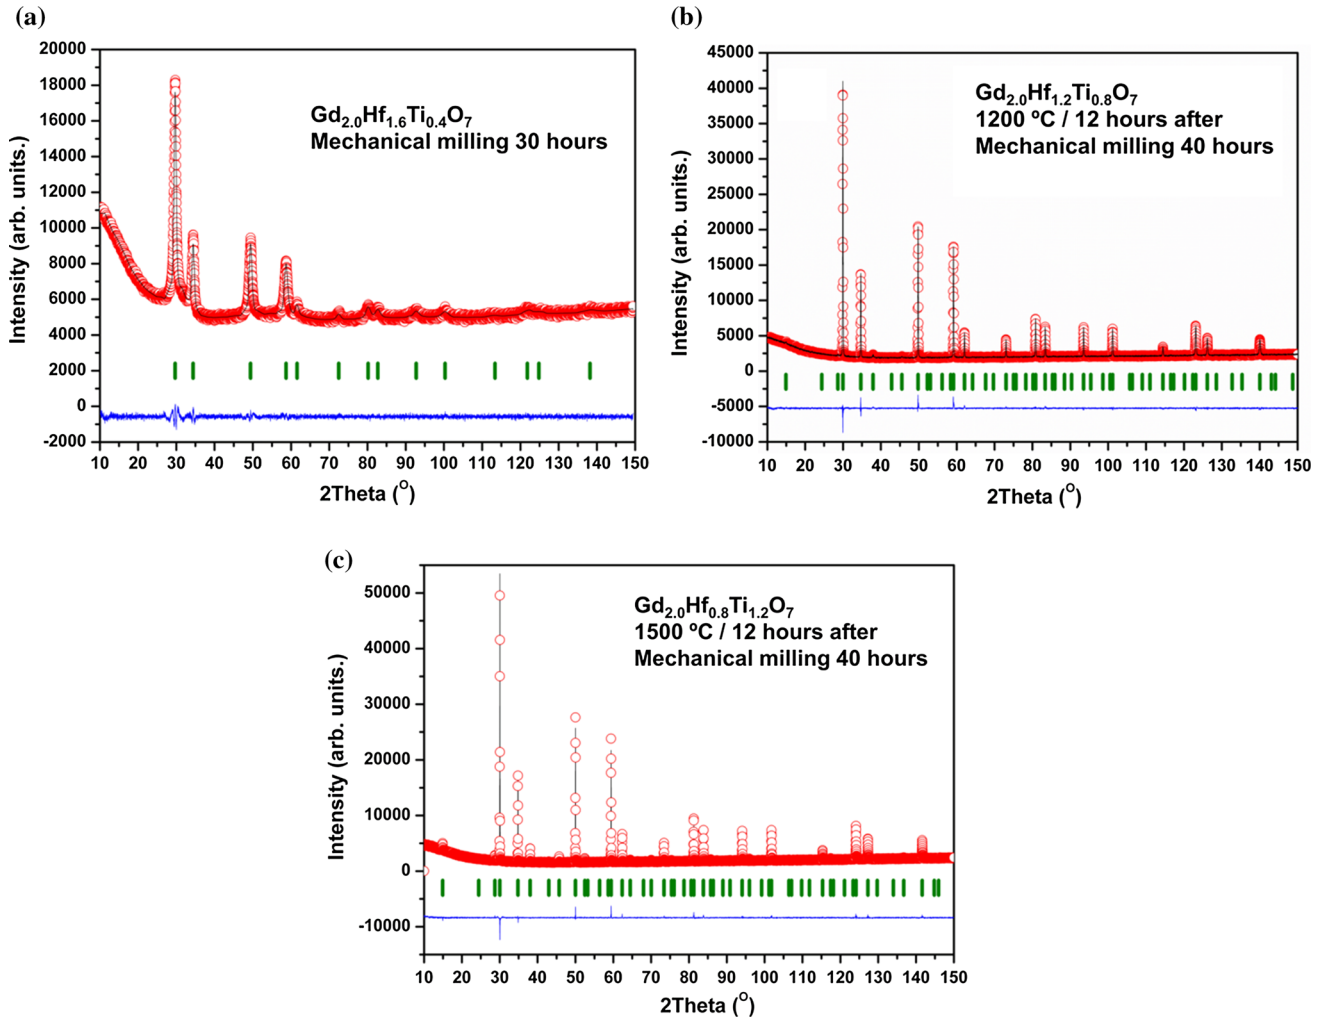 (a)
20000
18000
16000
14000
12000
10000
8000
6000
4000
2000
0
-2000
Intensity (arb. units.)
Gd2.0Hf1.6Ti0.4O7
Mechanical milling 30 hours
10 20 30 40 50 60 70 80 90 100 110 120 130 140 150
2Theta (O)
(b)
45000
40000
35000
30000
25000
20000
15000
10000
5000
0
-5000
-10000
Intensity (arb. units.)
Gd2.0Hf1.2Ti0.8O7
1200 ºC / 12 hours after
Mechanical milling 40 hours
10 20 30 40 50 60 70 80 90 100 110 120 130 140 150
2Theta (O)
(c)
50000
40000
30000
20000
10000
0
-10000
Intensity (arb. units.)
Gd2.0Hf0.8Ti1.2O7
1500 ºC / 12 hours after
Mechanical milling 40 hours
10 20 30 40 50 60 70 80 90 100 110 120 130 140 150
2Theta (O)